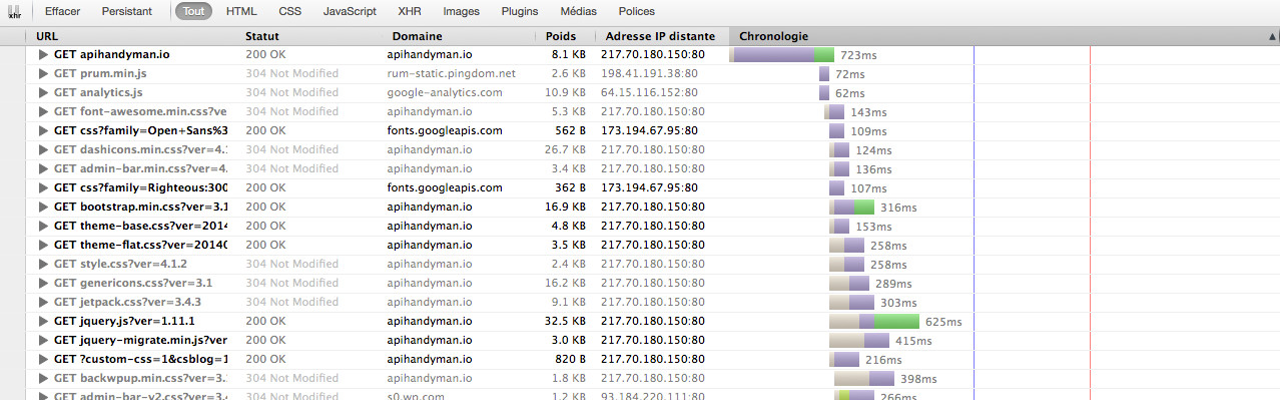 xhr Effacer Persistant Tout HTML CSS JavaScript XHR Images Plugins Médias Polices
URL Statut Domaine Poids Adresse IP distante Chronologie
GET apihandyman.io 200 OK apihandyman.io 8.1 KB 217.70.180.150:80 723ms
GET prum.min.js 304 Not Modified rum-static.pingdom.net 2.6 KB 198.41.191.38:80 72ms
GET analytics.js 304 Not Modified google-analytics.com 10.9 KB 64.15.116.152:80 62ms
GET font-awesome.min.css?ve 304 Not Modified apihandyman.io 5.3 KB 217.70.180.150:80 143ms
GET css?family=Open+Sans%3 200 OK fonts.googleapis.com 562 B 173.194.67.95:80 109ms
GET dashicons.min.css?ver=4.: 304 Not Modified apihandyman.io 26.7 KB 217.70.180.150:80 124ms
GET admin-bar.min.css?ver=4. 304 Not Modified apihandyman.io 3.4 KB 217.70.180.150:80 136ms
GET css?family=Righteous:300 200 OK fonts.googleapis.com 362 B 173.194.67.95:80 107ms
GET bootstrap.min.css?ver=3.1 200 OK apihandyman.io 16.9 KB 217.70.180.150:80 316ms
GET theme-base.css?ver=2014 200 OK apihandyman.io 4.8 KB 217.70.180.150:80 153ms
GET theme-flat.css?ver=20140 200 OK apihandyman.io 3.5 KB 217.70.180.150:80 258ms
GET style.css?ver=4.1.2 304 Not Modified apihandyman.io 2.4 KB 217.70.180.150:80 258ms
GET genericons.css?ver=3.1 304 Not Modified apihandyman.io 16.2 KB 217.70.180.150:80 289ms
GET jetpack.css?ver=3.4.3 304 Not Modified apihandyman.io 9.1 KB 217.70.180.150:80 303ms
GET jquery.js?ver=1.11.1 200 OK apihandyman.io 32.5 KB 217.70.180.150:80 625ms
GET jquery-migrate.min.js?ver 200 OK apihandyman.io 3.0 KB 217.70.180.150:80 415ms
GET ?custom-css=1&csblog=1 200 OK apihandyman.io 820 B 217.70.180.150:80 216ms
GET backwpup.min.css?ver=3. 304 Not Modified apihandyman.io 1.8 KB 217.70.180.150:80 398ms
GET admin-bar-v2.css?ver=3.4 304 Not Modified s0.wp.com 1.2 KB 93.184.220.111:80 266ms